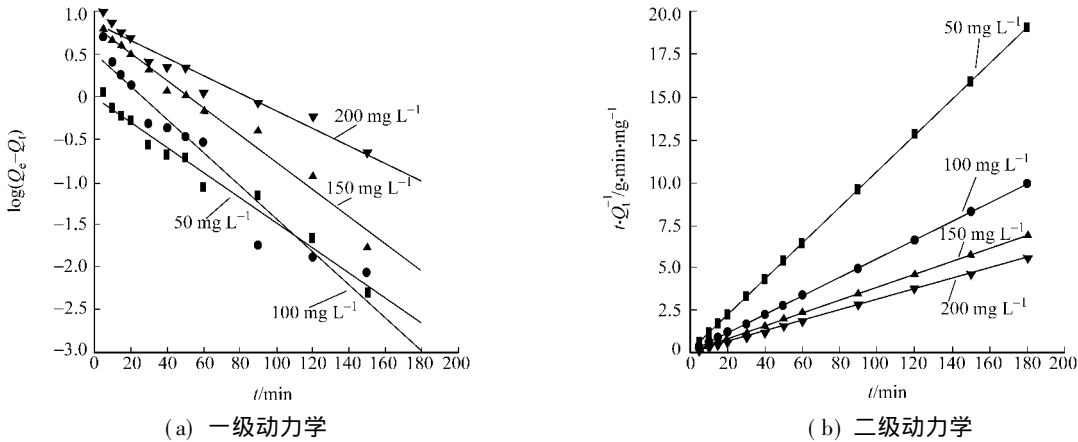 1.0
0.5
0
−0.5
−1.0
−1.5
−2.0
−2.5
−3.0
log(Qe−Qt)
200 mg L−1
150 mg L−1
50 mg L−1
100 mg L−1
0 20 40 60 80 100 120 140 160 180 200
t/min
(a) 一级动力学
20.0
17.5
15.0
12.5
10.0
7.5
5.0
2.5
0
t•Qt−1/g•min•mg−1
50 mg L−1
100 mg L−1
150 mg L−1
200 mg L−1
0 20 40 60 80 100 120 140 160 180 200
t/min
(b) 二级动力学